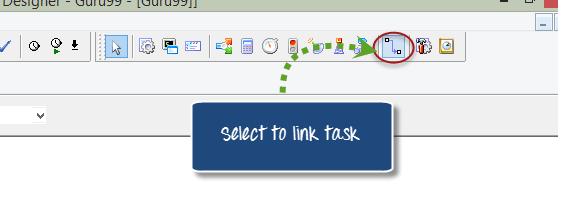 Designer - Guru99 - [Guru99]]
select to link task